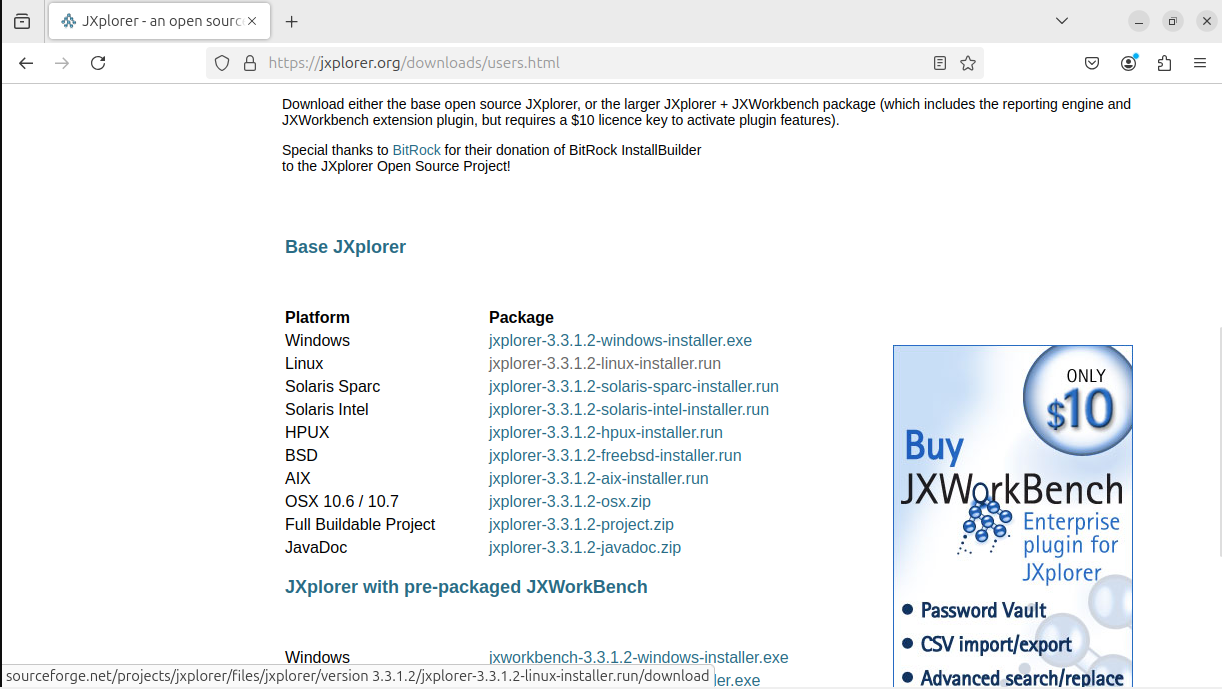 JXplorer - an open sourc
https://jxplorer.org/downloads/users.html
Download either the base open source JXplorer, or the larger JXplorer + JXWorkbench package (which includes the reporting engine and
JXWorkbench extension plugin, but requires a $10 licence key to activate plugin features).
Special thanks to BitRock for their donation of BitRock InstallBuilder
to the JXplorer Open Source Project!
Base JXplorer
Platform Package
Windows jxplorer-3.3.1.2-windows-installer.exe
Linux jxplorer-3.3.1.2-linux-installer.run
Solaris Sparc jxplorer-3.3.1.2-solaris-sparc-installer.run
Solaris Intel jxplorer-3.3.1.2-solaris-intel-installer.run
HPUX jxplorer-3.3.1.2-hpux-installer.run
BSD jxplorer-3.3.1.2-freebsd-installer.run
AIX jxplorer-3.3.1.2-aix-installer.run
OSX 10.6 / 10.7 jxplorer-3.3.1.2-osx.zip
Full Buildable Project jxplorer-3.3.1.2-project.zip
JavaDoc jxplorer-3.3.1.2-javadoc.zip
JXplorer with pre-packaged JXWorkBench
Windows jxworkbench-3.3.1.2-windows-installer.exe
ler.exe
ONLY
$10
Buy
JXWorkBench
Enterprise
plugin for
JXplorer
● Password Vault
● CSV import/export
● Advanced search/replace
sourceforge.net/projects/jxplorer/files/jxplorer/version 3.3.1.2/jxplorer-3.3.1.2-linux-installer.run/download